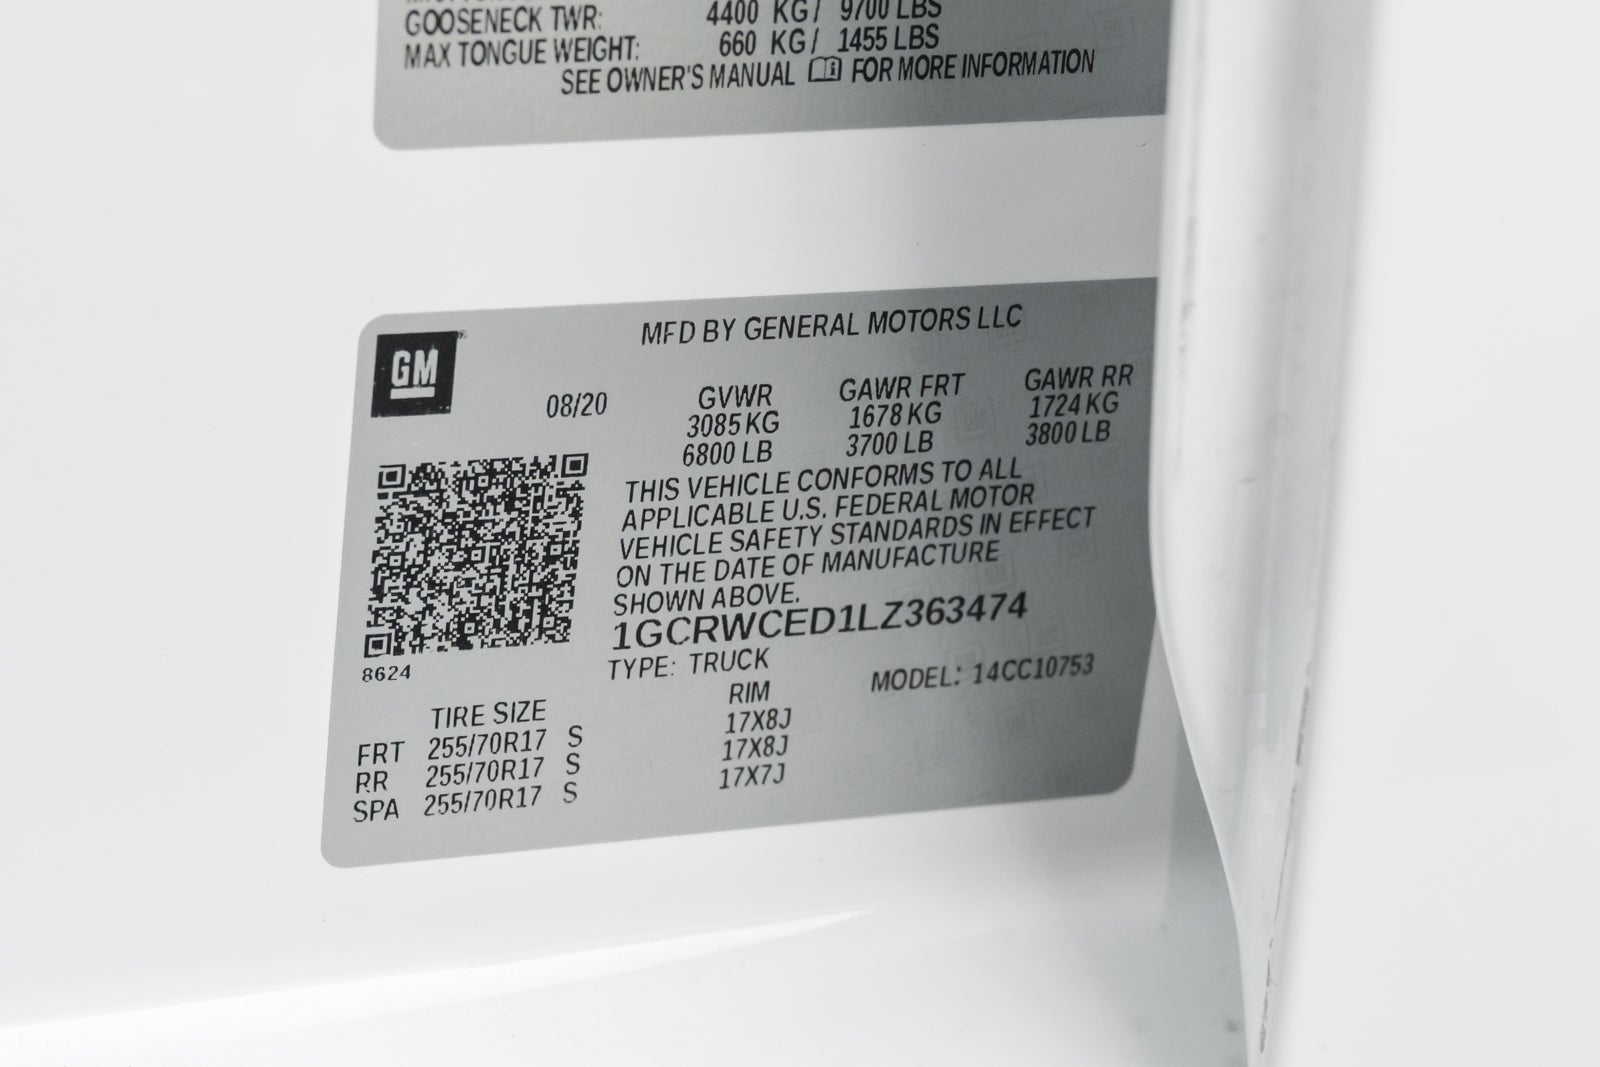 GOOSENECK TWR: 4400 KG/ 9700 LBS
MAX TONGUE WEIGHT: 660 KG/ 1455 LBS
SEE OWNER'S MANUAL FOR MORE INFORMATION
GM
MFD BY GENERAL MOTORS LLC
08/20 GVWR GAWR FRT GAWR RR
3085 KG 1678 KG 1724 KG
6800 LB 3700 LB 3800 LB
THIS VEHICLE CONFORMS TO ALL
APPLICABLE U.S. FEDERAL MOTOR
VEHICLE SAFETY STANDARDS IN EFFECT
ON THE DATE OF MANUFACTURE
SHOWN ABOVE.
1GCRWCED1LZ363474
8624
TYPE: TRUCK MODEL: 14CC10753
TIRE SIZE RIM
FRT 255/70R17 S 17X8J
RR 255/70R17 S 17X8J
SPA 255/70R17 S 17X7J